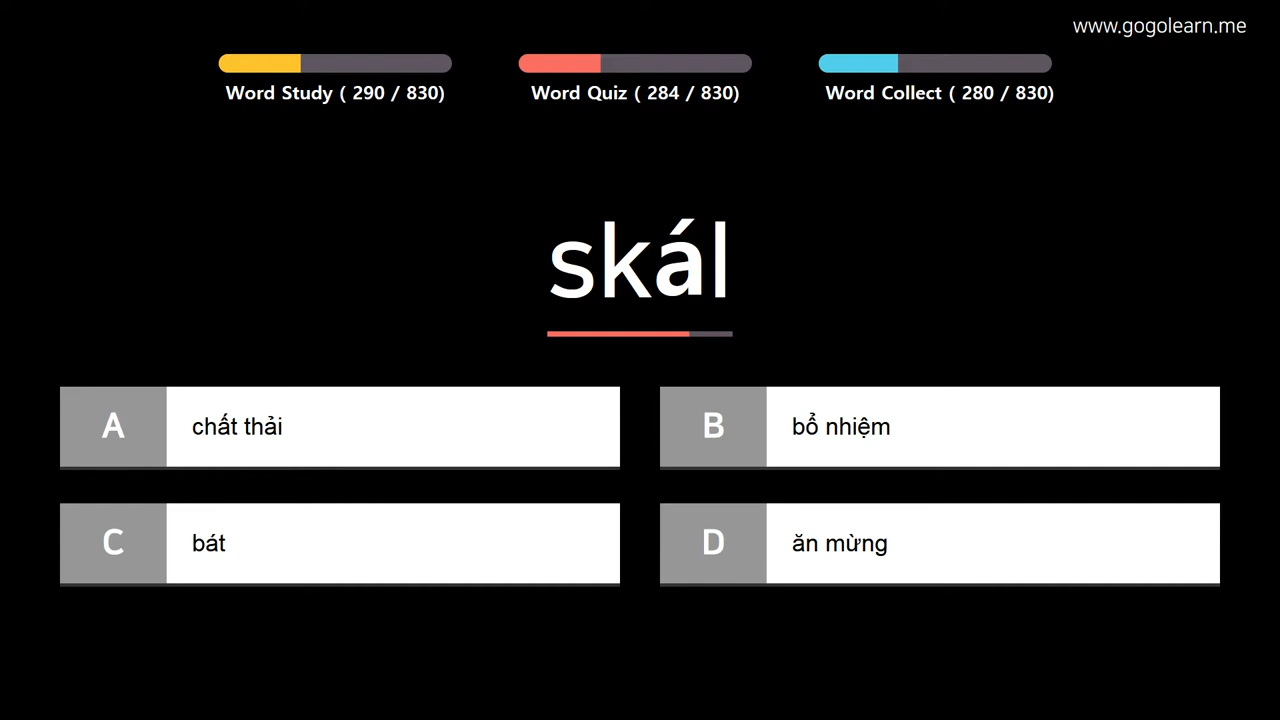 www.gogolearn.me
Word Study ( 290 / 830)
Word Quiz ( 284 / 830)
Word Collect ( 280 / 830)
skál
A chất thải
B bổ nhiệm
C bát
D ăn mừng